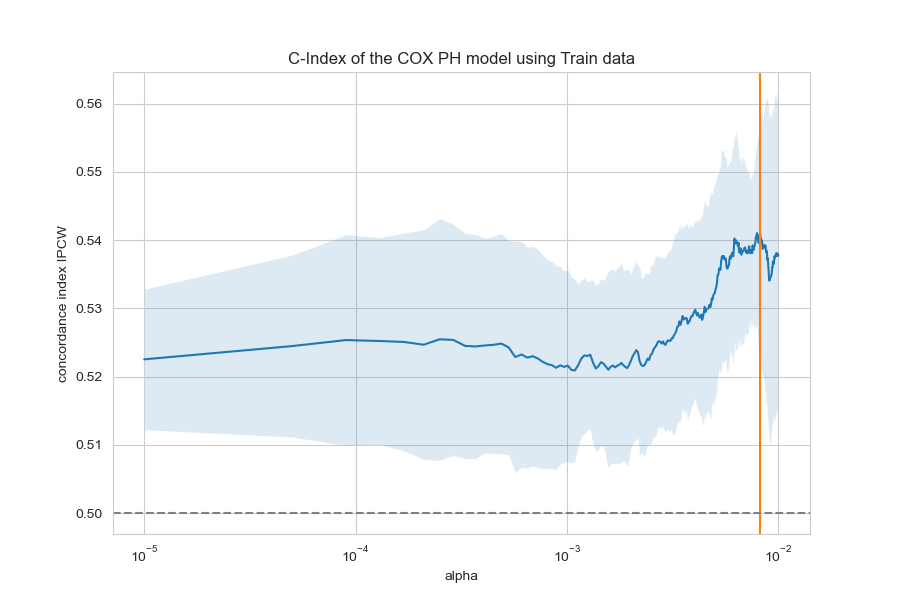 C-Index of the COX PH model using Train data
concordance index IPCW
0.56
0.55
0.54
0.53
0.52
0.51
0.50
10⁻⁵ 10⁻⁴ 10⁻³ 10⁻²
alpha